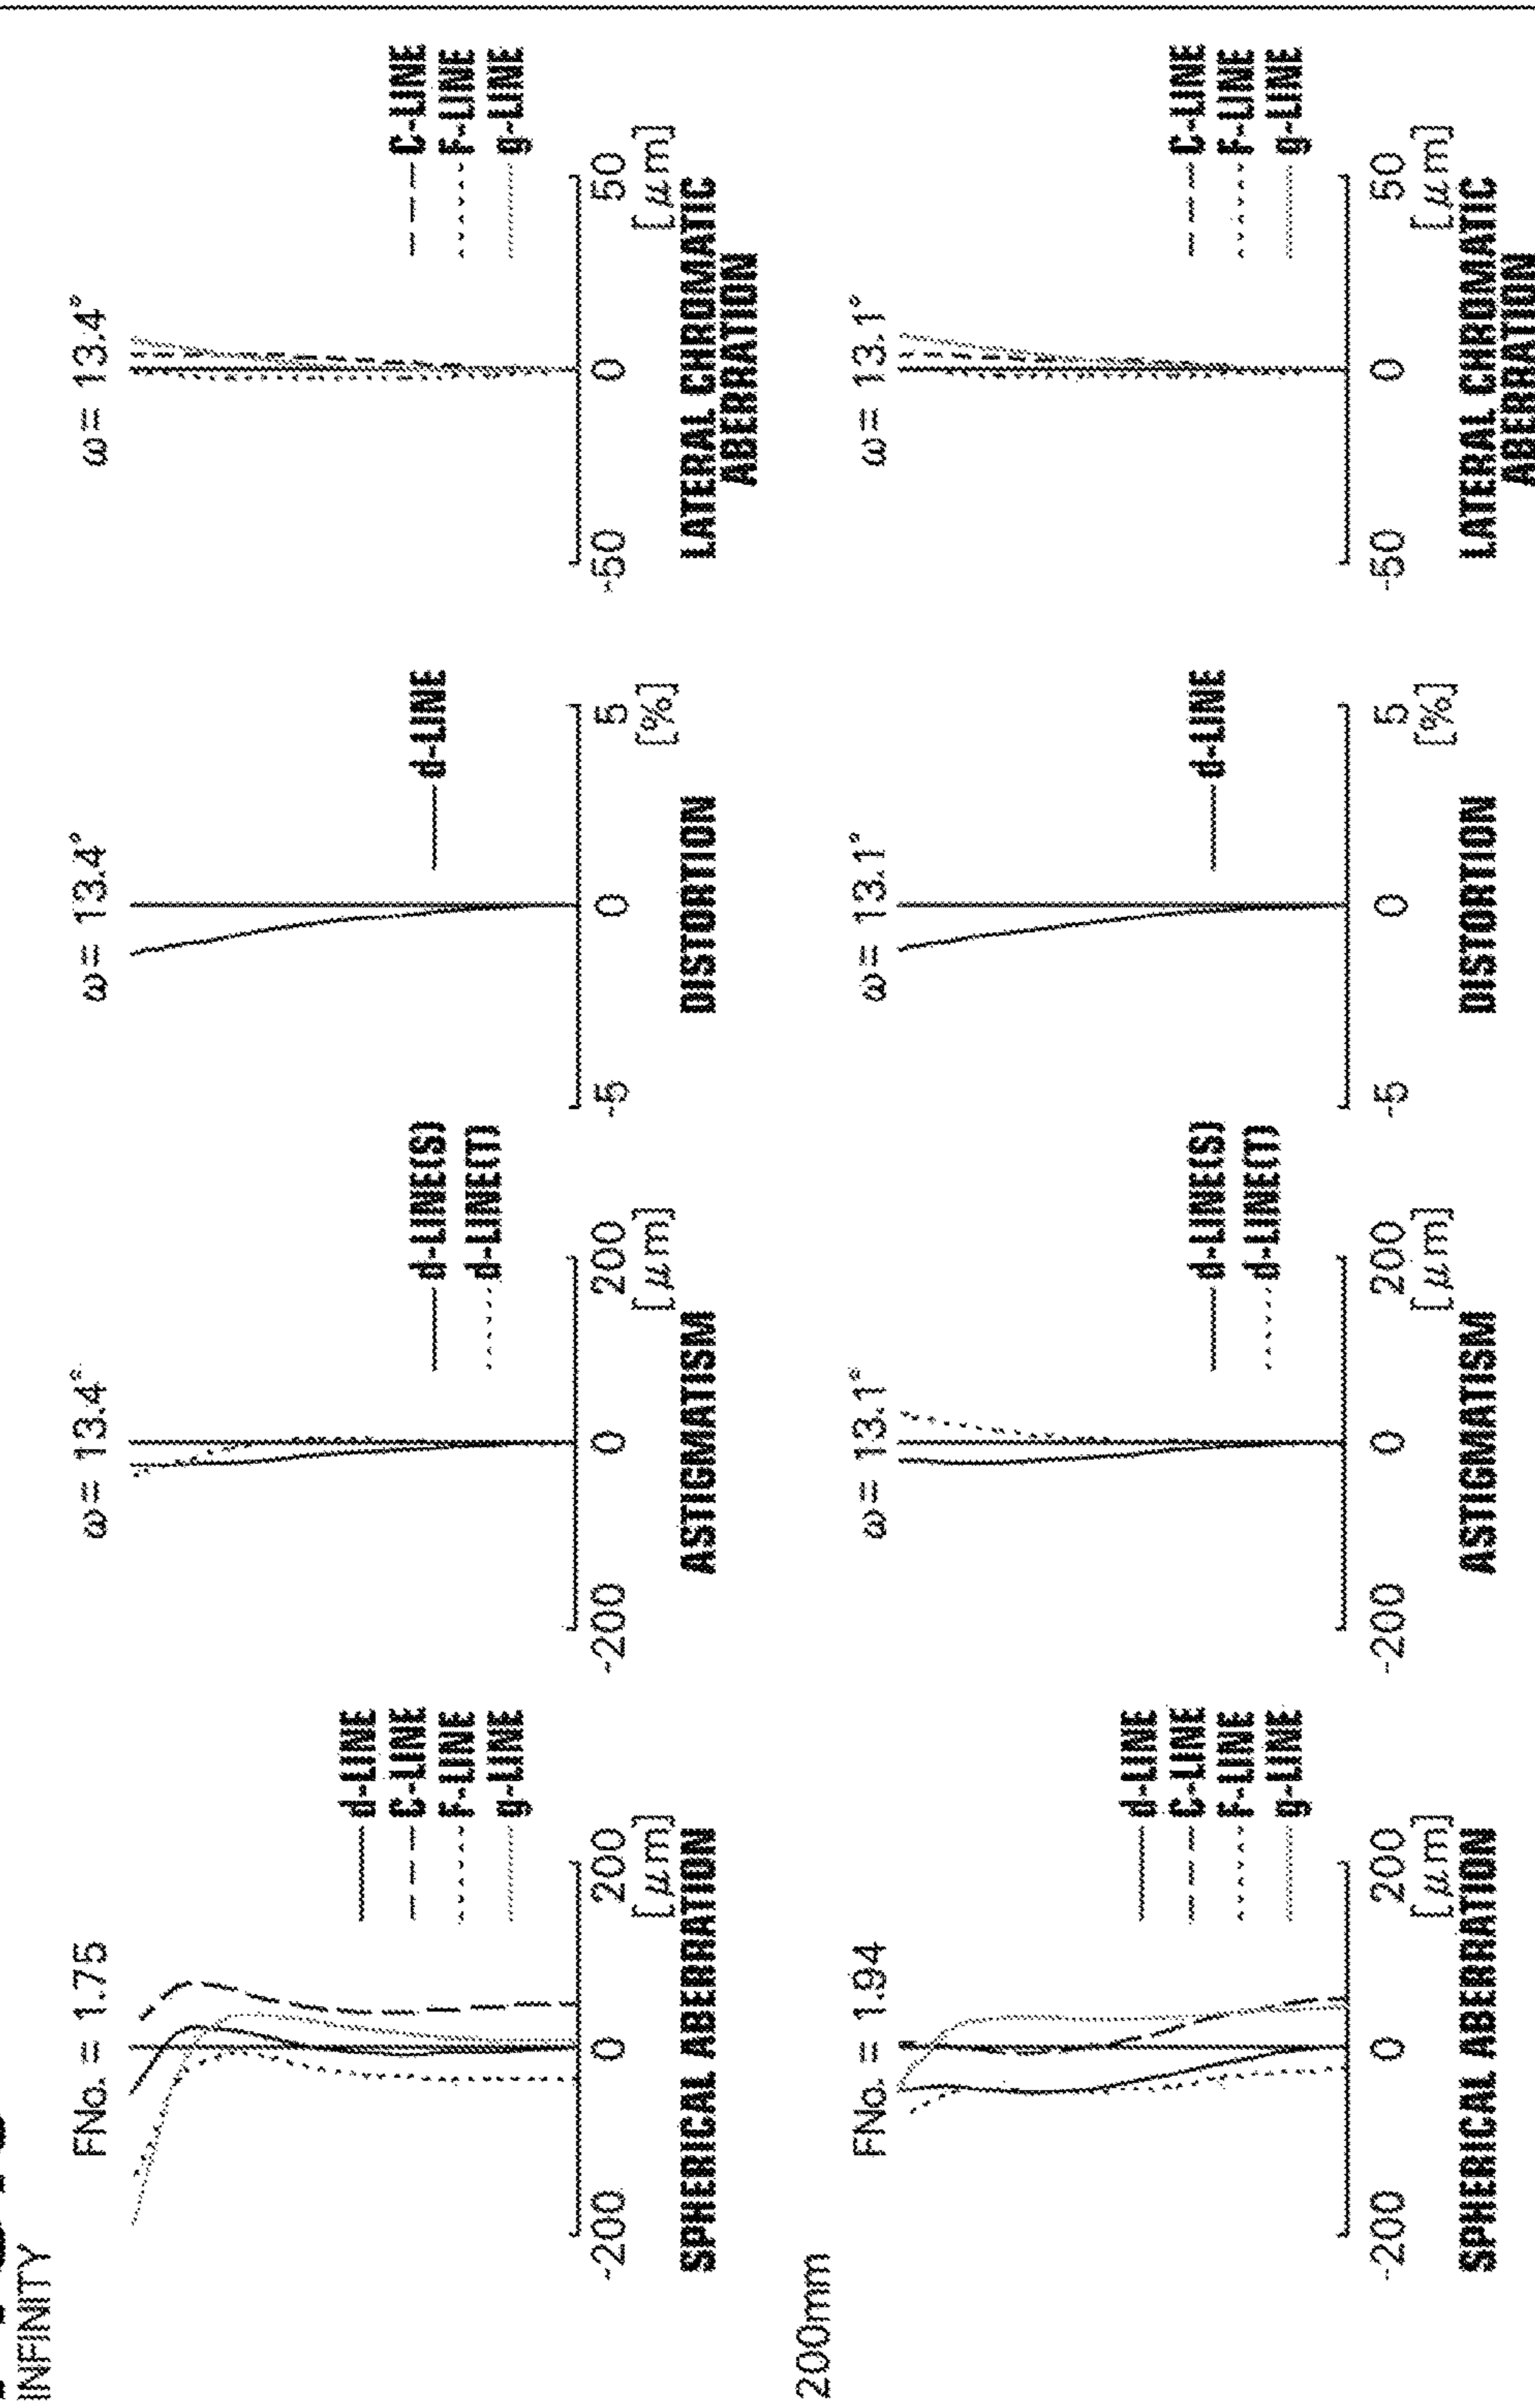 INFINITY
FNo. = 1.75
d-LINE
C-LINE
F-LINE
g-LINE
-200 0 200
[μm]
SPHERICAL ABERRATION
ω= 13.4°
d-LINE(S)
d-LINE(T)
-200 0 200
[μm]
ASTIGMATISM
ω= 13.4°
d-LINE
-5 0 5
[%]
DISTORTION
ω= 13.4°
C-LINE
F-LINE
g-LINE
-50 0 50
[μm]
LATERAL CHROMATIC
ABERRATION
200mm
FNo. = 1.94
d-LINE
C-LINE
F-LINE
g-LINE
-200 0 200
[μm]
SPHERICAL ABERRATION
ω= 13.1°
d-LINE(S)
d-LINE(T)
-200 0 200
[μm]
ASTIGMATISM
ω= 13.1°
d-LINE
-5 0 5
[%]
DISTORTION
ω= 13.1°
C-LINE
F-LINE
g-LINE
-50 0 50
[μm]
LATERAL CHROMATIC
ABERRATION